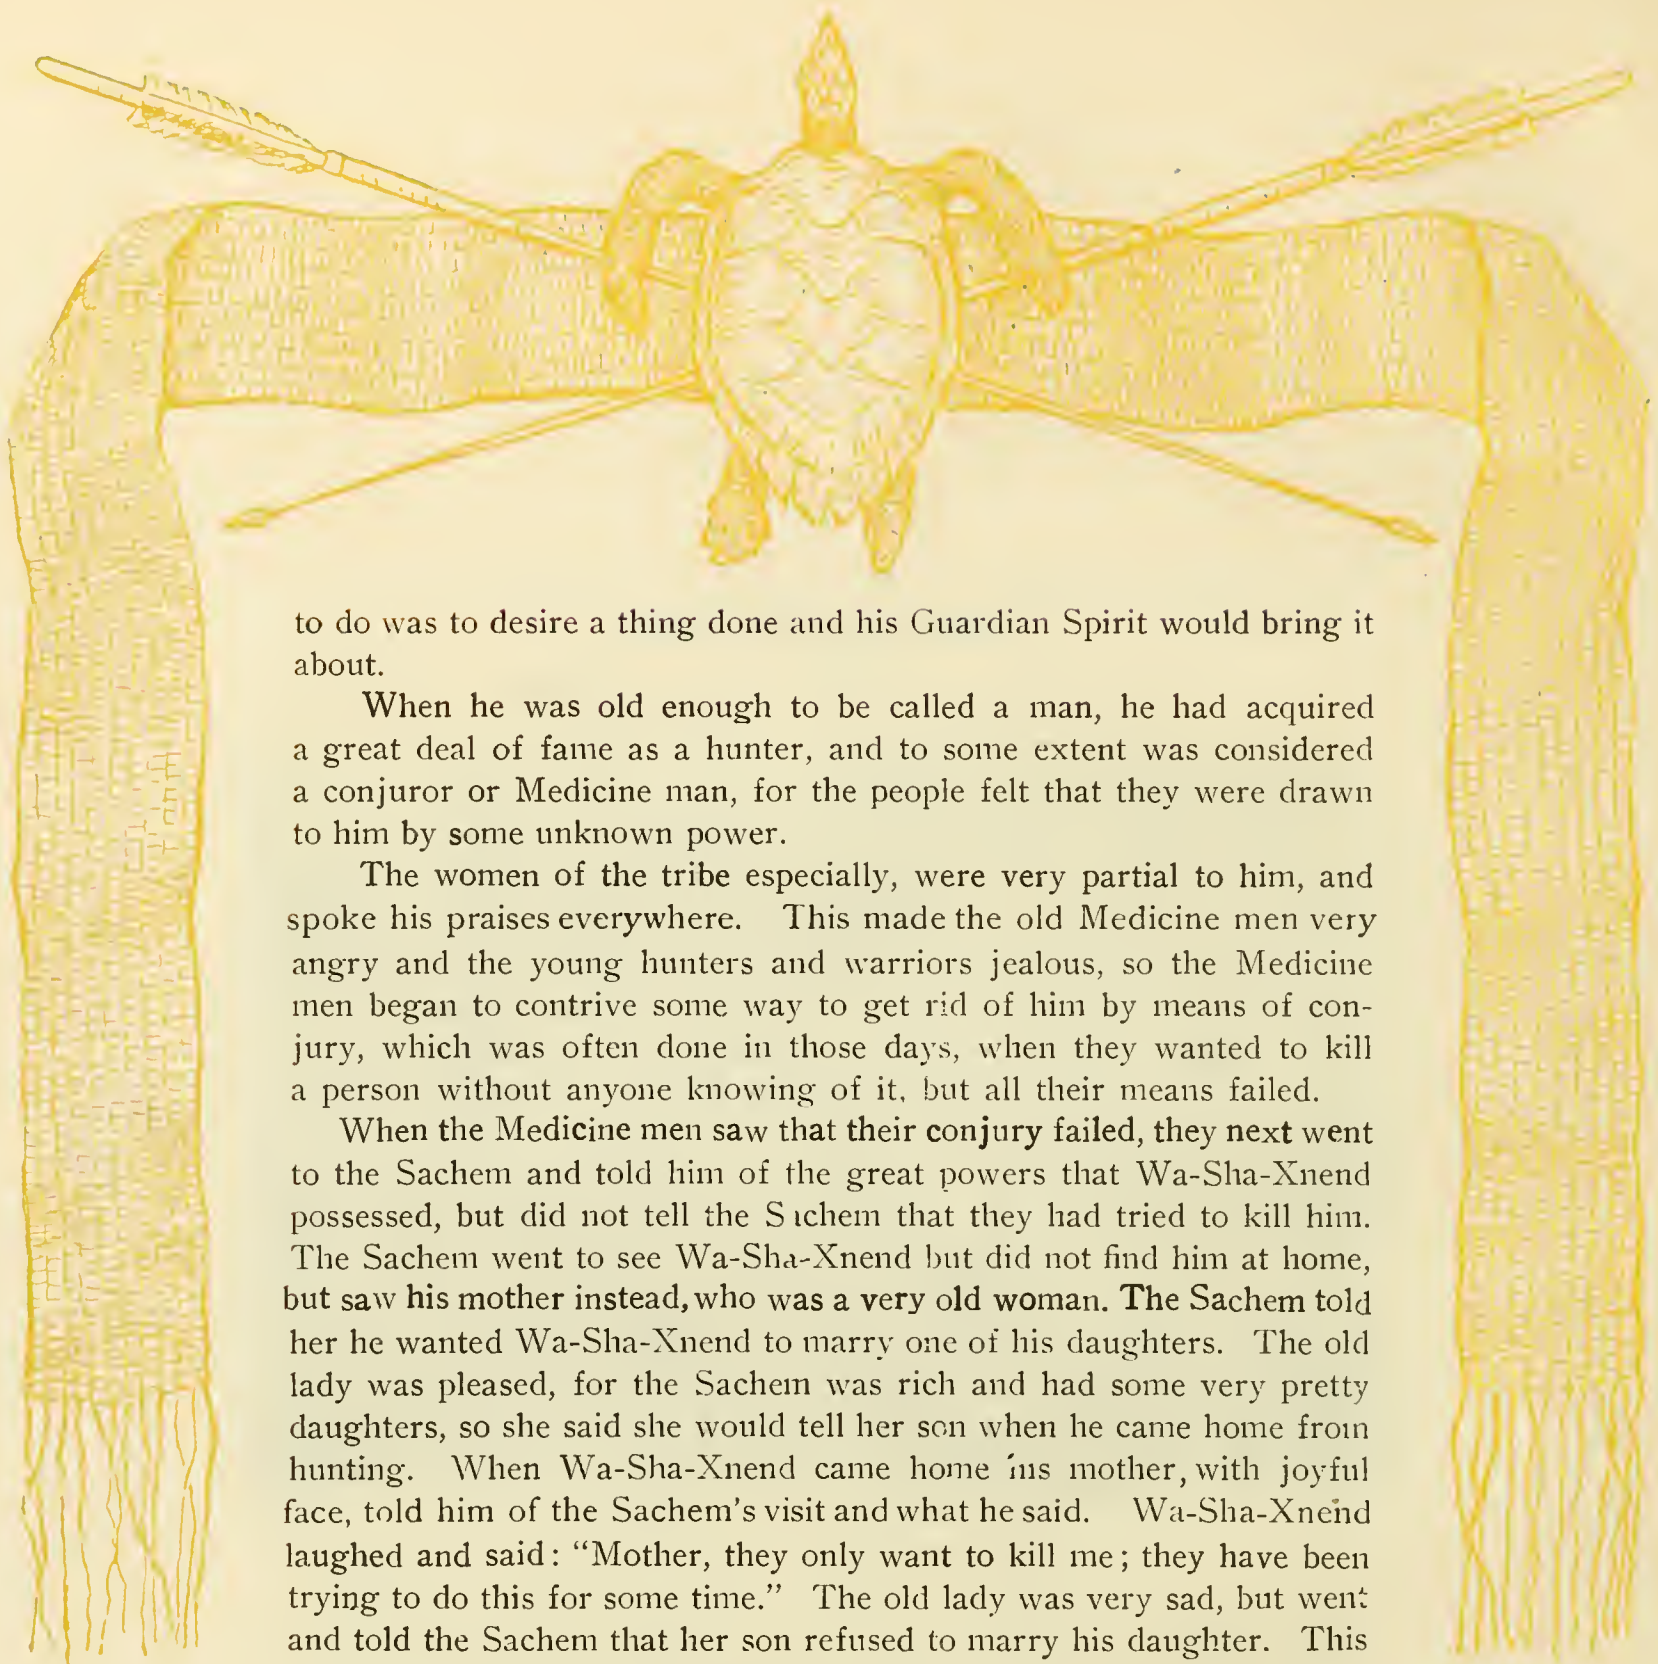 to do was to desire a thing done and his Guardian Spirit would bring it
about.
When he was old enough to be called a man, he had acquired
a great deal of fame as a hunter, and to some extent was considered
a conjuror or Medicine man, for the people felt that they were drawn
to him by some unknown power.
The women of the tribe especially, were very partial to him, and
spoke his praises everywhere. This made the old Medicine men very
angry and the young hunters and warriors jealous, so the Medicine
men began to contrive some way to get rid of him by means of con-
jury, which was often done in those days, when they wanted to kill
a person without anyone knowing of it, but all their means failed.
When the Medicine men saw that their conjury failed, they next went
to the Sachem and told him of the great powers that Wa-Sha-Xnend
possessed, but did not tell the Sachem that they had tried to kill him.
The Sachem went to see Wa-Sha-Xnend but did not find him at home,
but saw his mother instead, who was a very old woman. The Sachem told
her he wanted Wa-Sha-Xnend to marry one of his daughters. The old
lady was pleased, for the Sachem was rich and had some very pretty
daughters, so she said she would tell her son when he came home from
hunting. When Wa-Sha-Xnend came home his mother, with joyful
face, told him of the Sachem's visit and what he said. Wa-Sha-Xnend
laughed and said: "Mother, they only want to kill me; they have been
trying to do this for some time." The old lady was very sad, but went
and told the Sachem that her son refused to marry his daughter. This